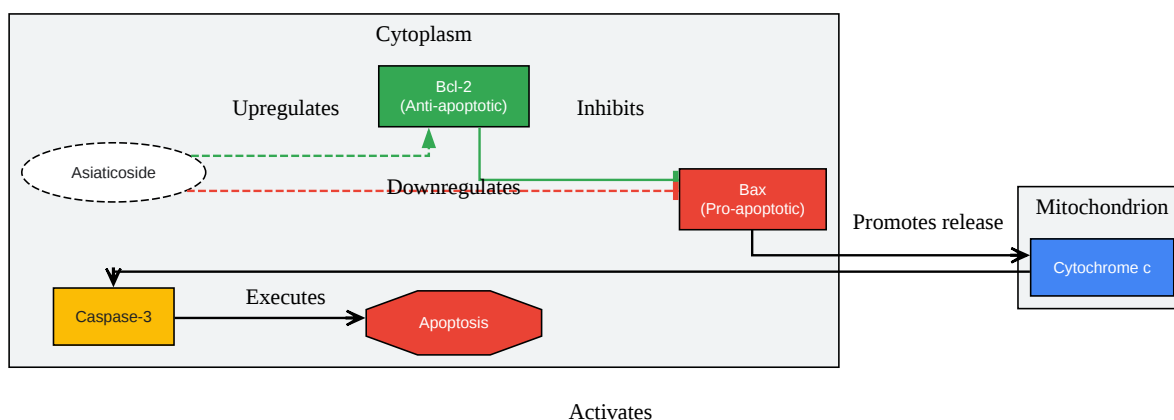 Cytoplasm
Bcl-2
(Anti-apoptotic)
Upregulates
Inhibits
Asiaticoside
Downregulates
Bax
(Pro-apoptotic)
Promotes release
Mitochondrion
Cytochrome c
Caspase-3
Executes
Apoptosis
Activates